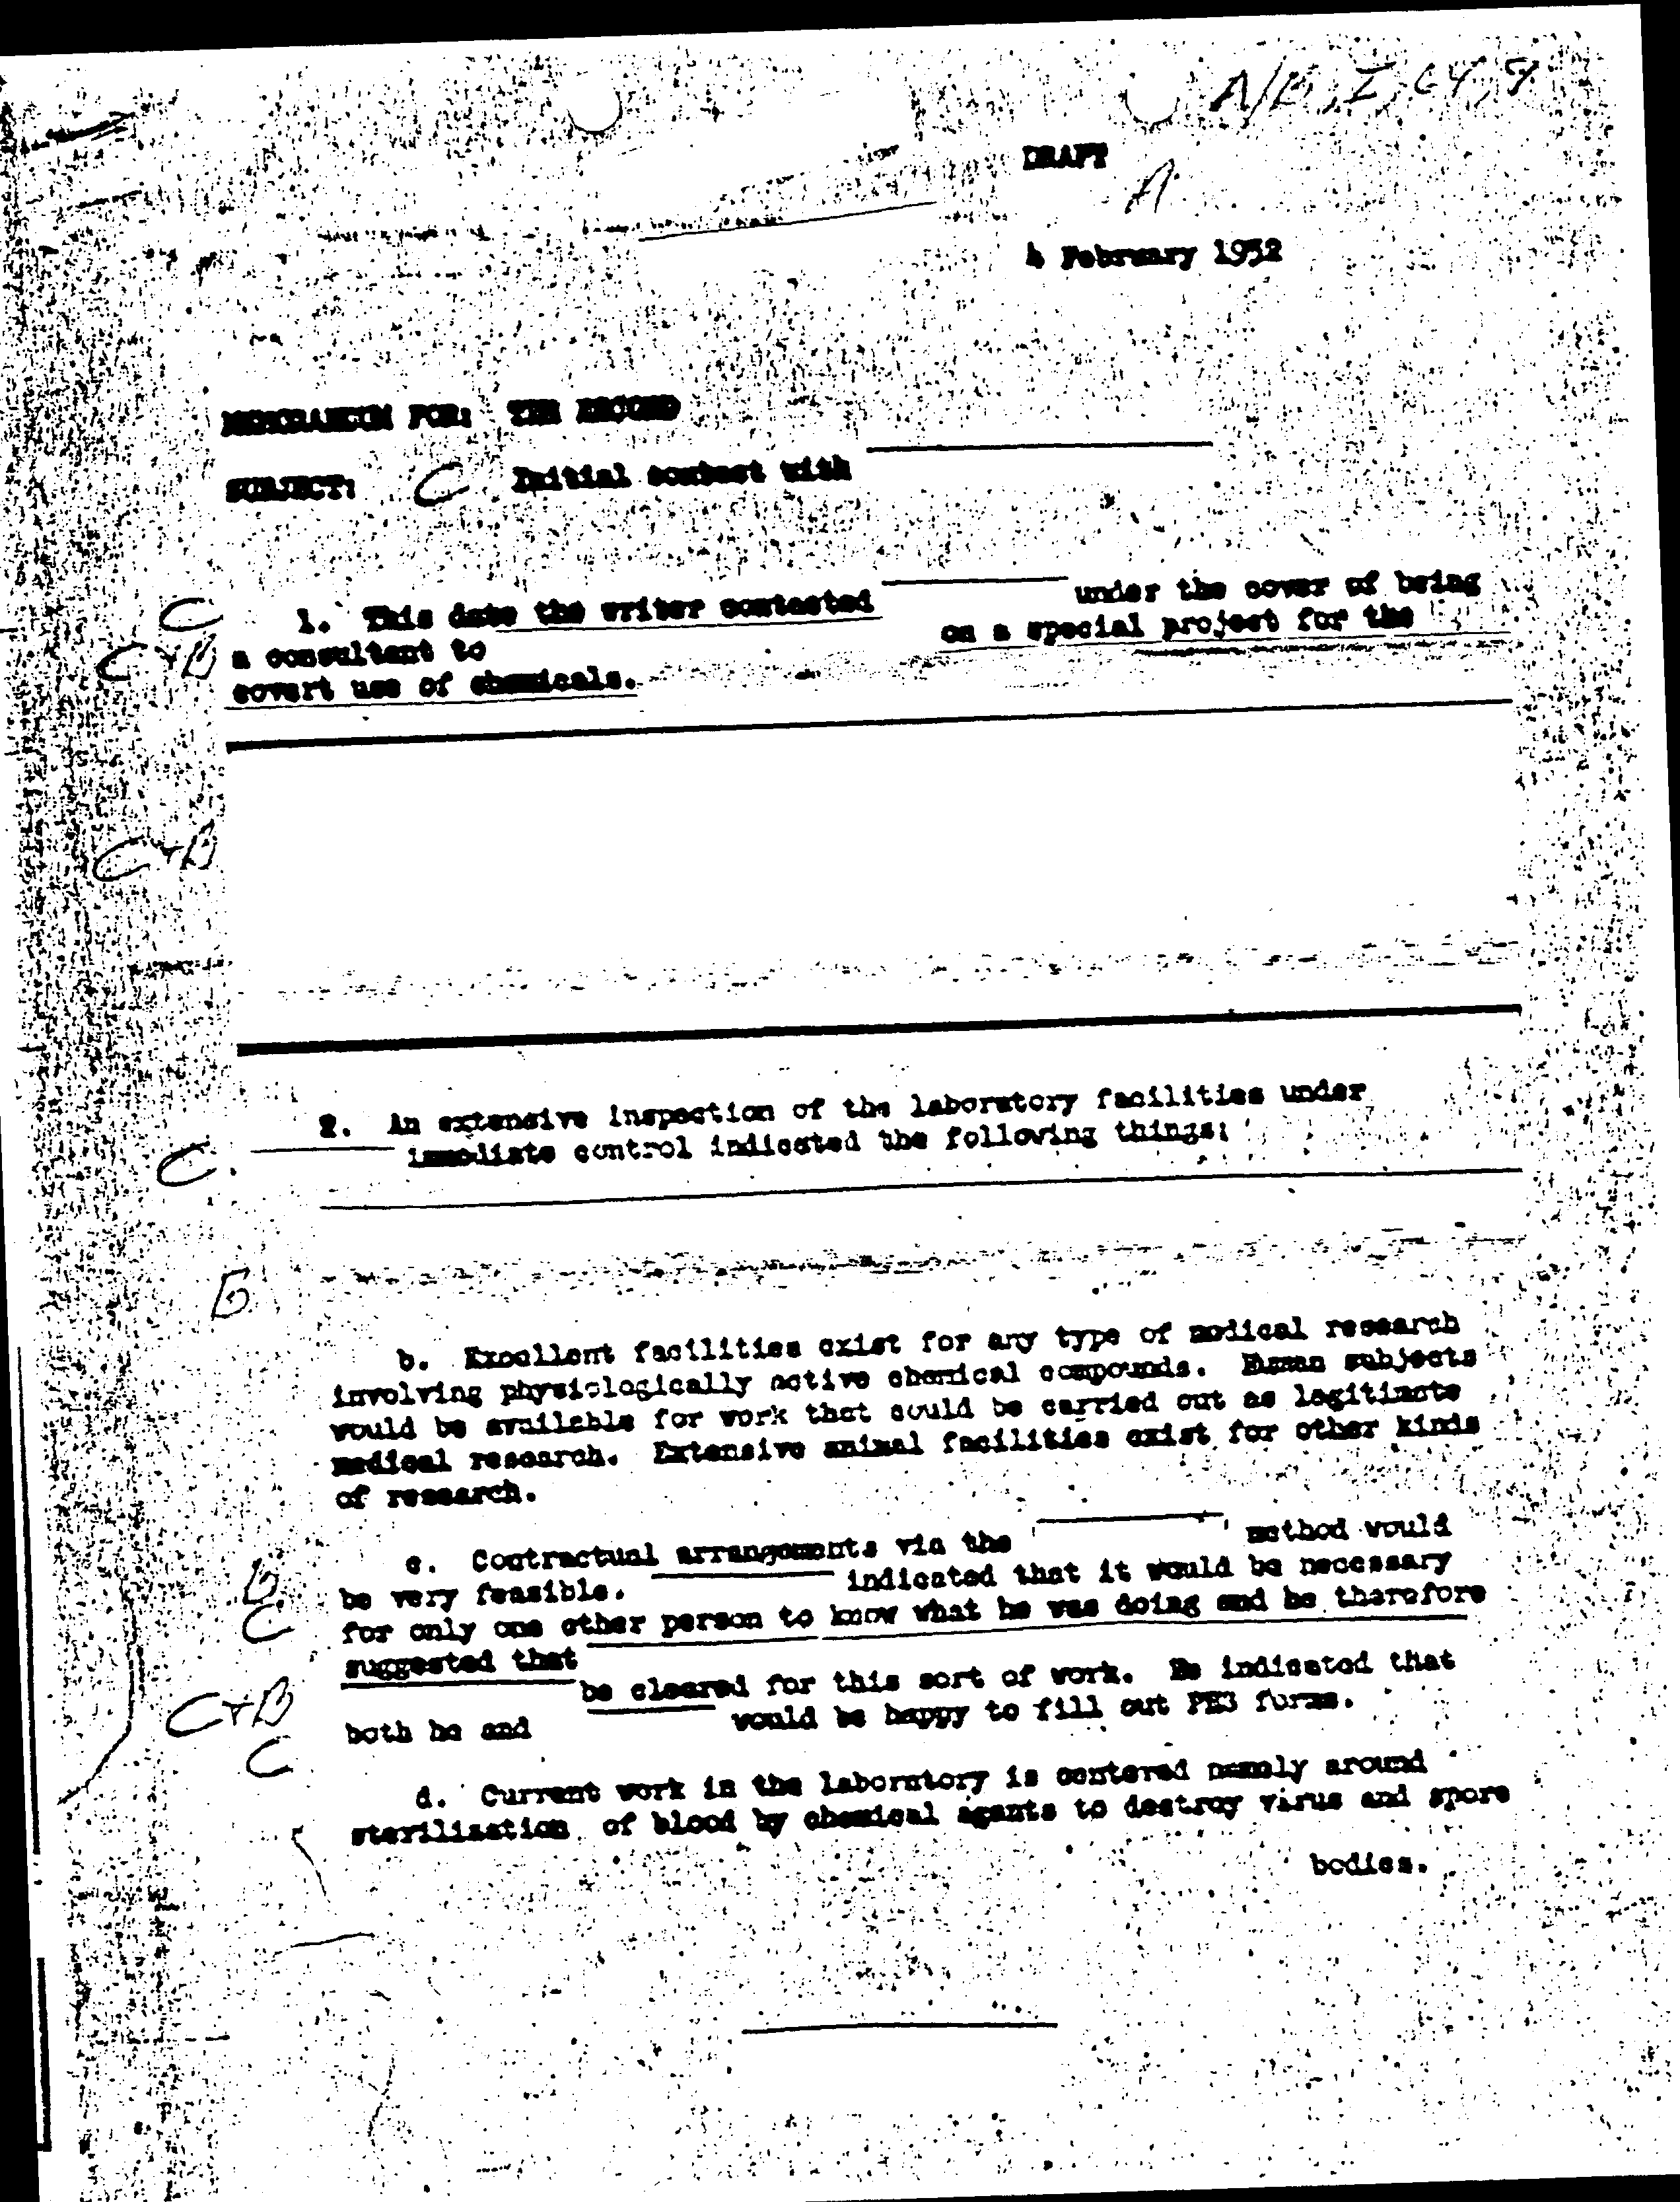 DRAFT
A
4 February 1952
MEMORANDUM FOR: THE RECORD
SUBJECT: C Initial contact with
C 1. This date the writer contacted under the cover of being
C+B a consultant to on a special project for the
covert use of chemicals.
C+B
2. An extensive inspection of the laboratory facilities under
C immediate control indicated the following things:
B
b. Excellent facilities exist for any type of medical research
involving physiologically active chemical compounds. Human subjects
would be available for work that could be carried out as legitimate
medical research. Extensive animal facilities exist for other kinds
of research.
c. Contractual arrangements via the method would
B be very feasible. indicated that it would be necessary
C for only one other person to know what he was doing and he therefore
suggested that be cleared for this sort of work. He indicated that
C+B both he and would be happy to fill out forms.
C
d. Current work in the laboratory is centered around
sterilization of blood by chemical agents to destroy virus and spore
bodies.